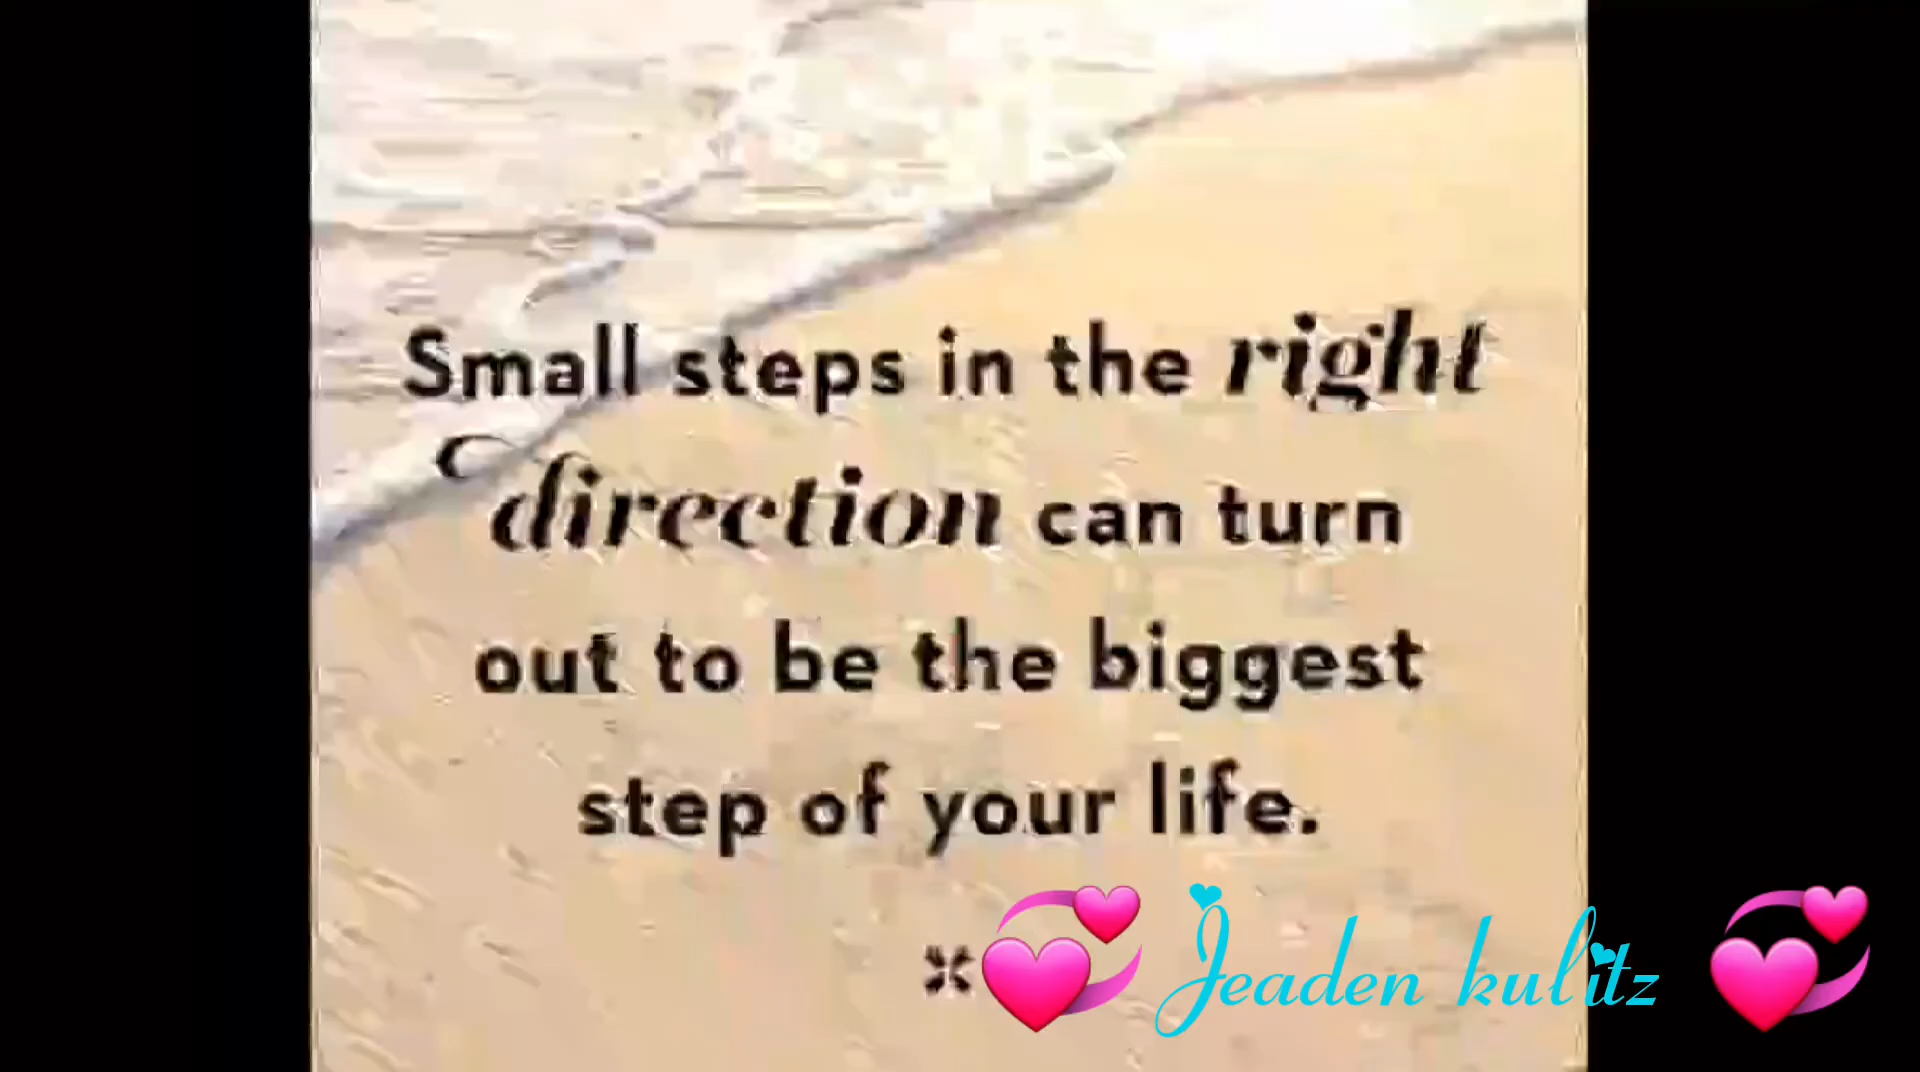 Small steps in the right
direction can turn
out to be the biggest
step of your life.
Jeaden kulitz